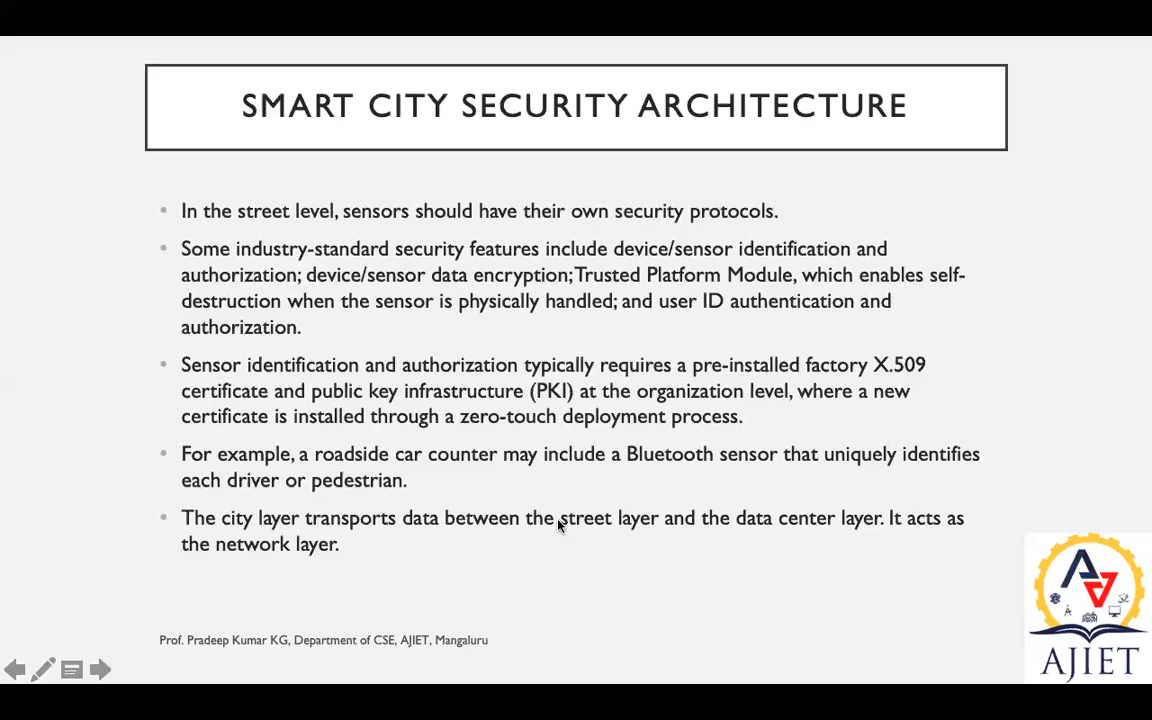 SMART CITY SECURITY ARCHITECTURE
• In the street level, sensors should have their own security protocols.
• Some industry-standard security features include device/sensor identification and
authorization; device/sensor data encryption; Trusted Platform Module, which enables self-
destruction when the sensor is physically handled; and user ID authentication and
authorization.
• Sensor identification and authorization typically requires a pre-installed factory X.509
certificate and public key infrastructure (PKI) at the organization level, where a new
certificate is installed through a zero-touch deployment process.
• For example, a roadside car counter may include a Bluetooth sensor that uniquely identifies
each driver or pedestrian.
• The city layer transports data between the street layer and the data center layer. It acts as
the network layer.
Prof. Pradeep Kumar KG, Department of CSE, AJIET, Mangaluru
AJIET